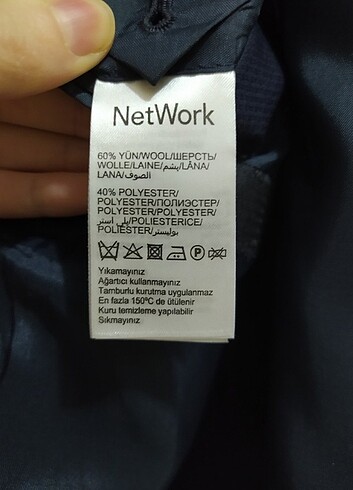 NetWork
60% YÜN/WOOL/ШЕРСТЬ/
WOLLE/LAINE/پشم/LÂNA/
LANA/الصوف
40% POLYESTER/
POLYESTER/ПОЛИЭСТЕР/
POLYESTER/POLYESTER/
پلی استر/POLIESTERICE/
POLIESTER/بوليستر
P
Yıkamayınız
Ağartıcı kullanmayınız
Tamburlu kurutma uygulanmaz
En fazla 150°C de ütülenir
Kuru temizleme yapılabilir
Sıkmayınız